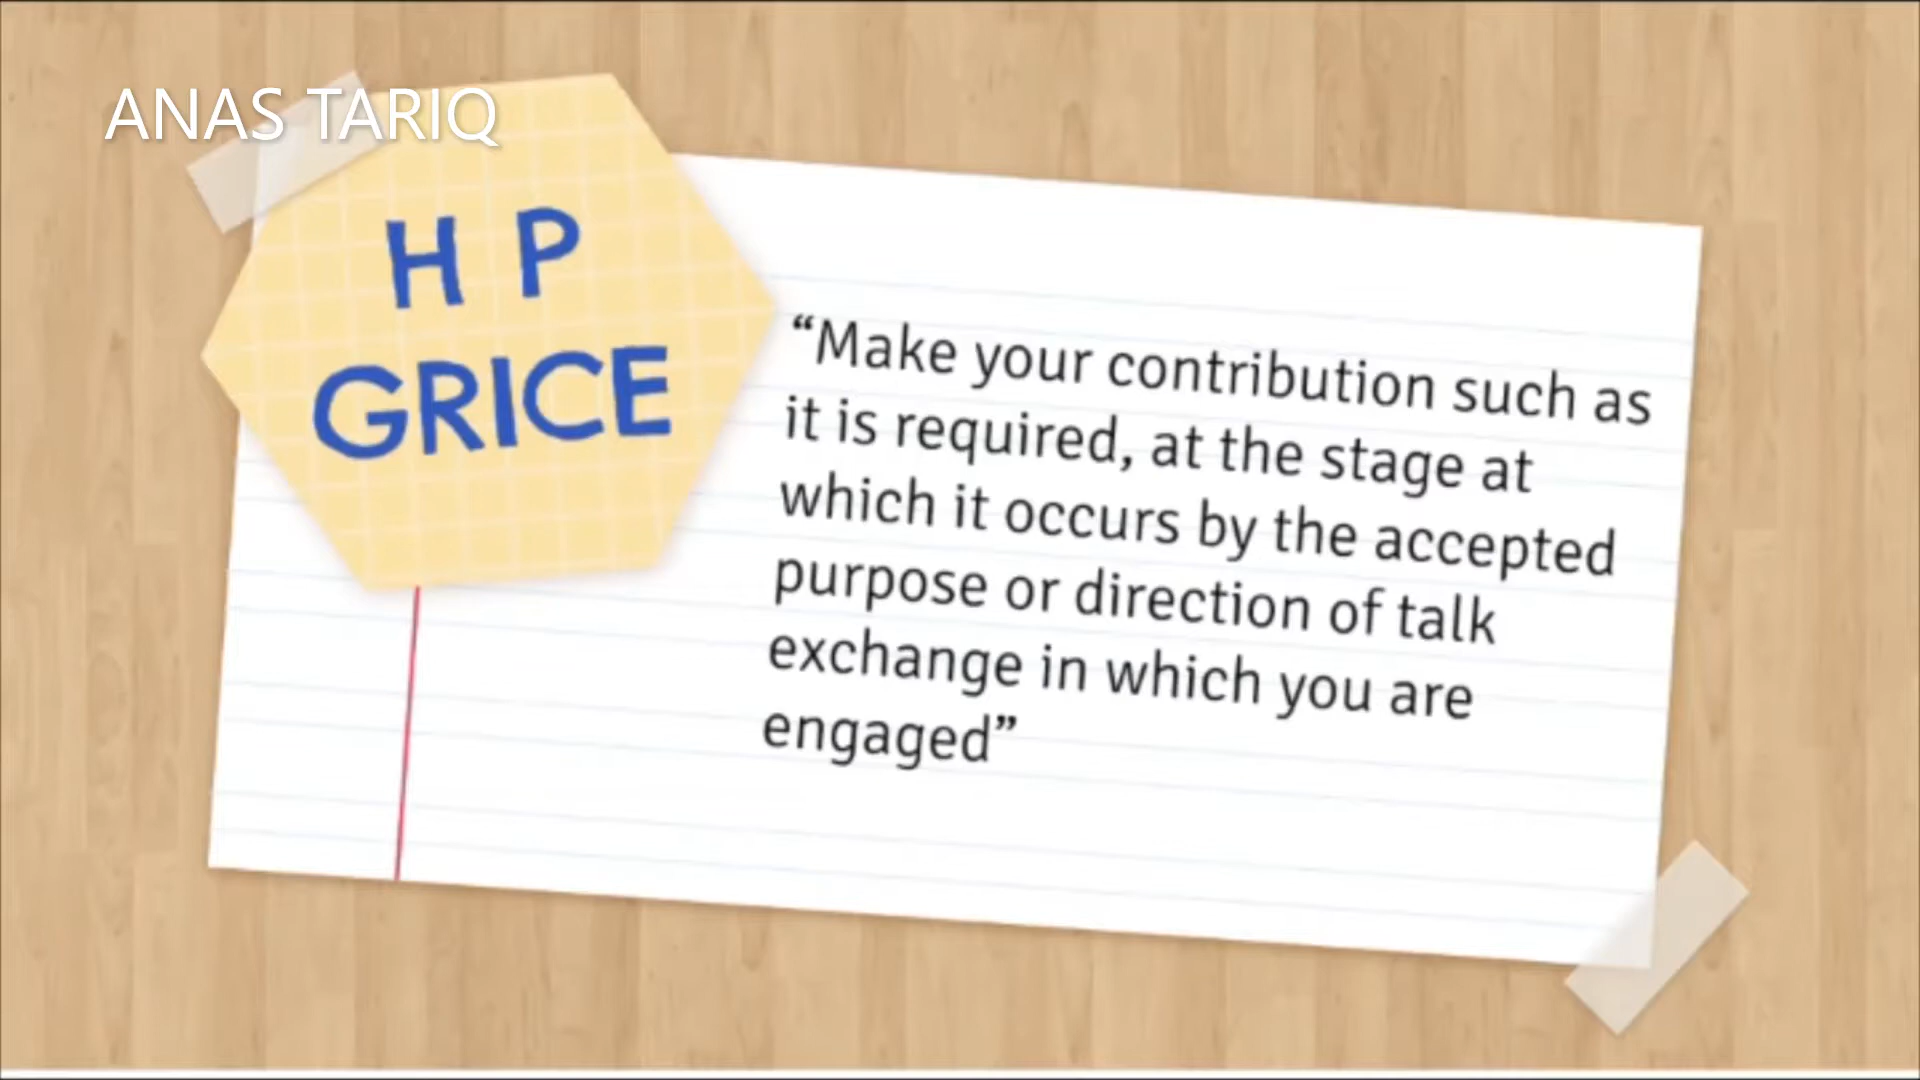 ANAS TARIQ
H P
GRICE
“Make your contribution such as
it is required, at the stage at
which it occurs by the accepted
purpose or direction of talk
exchange in which you are
engaged”